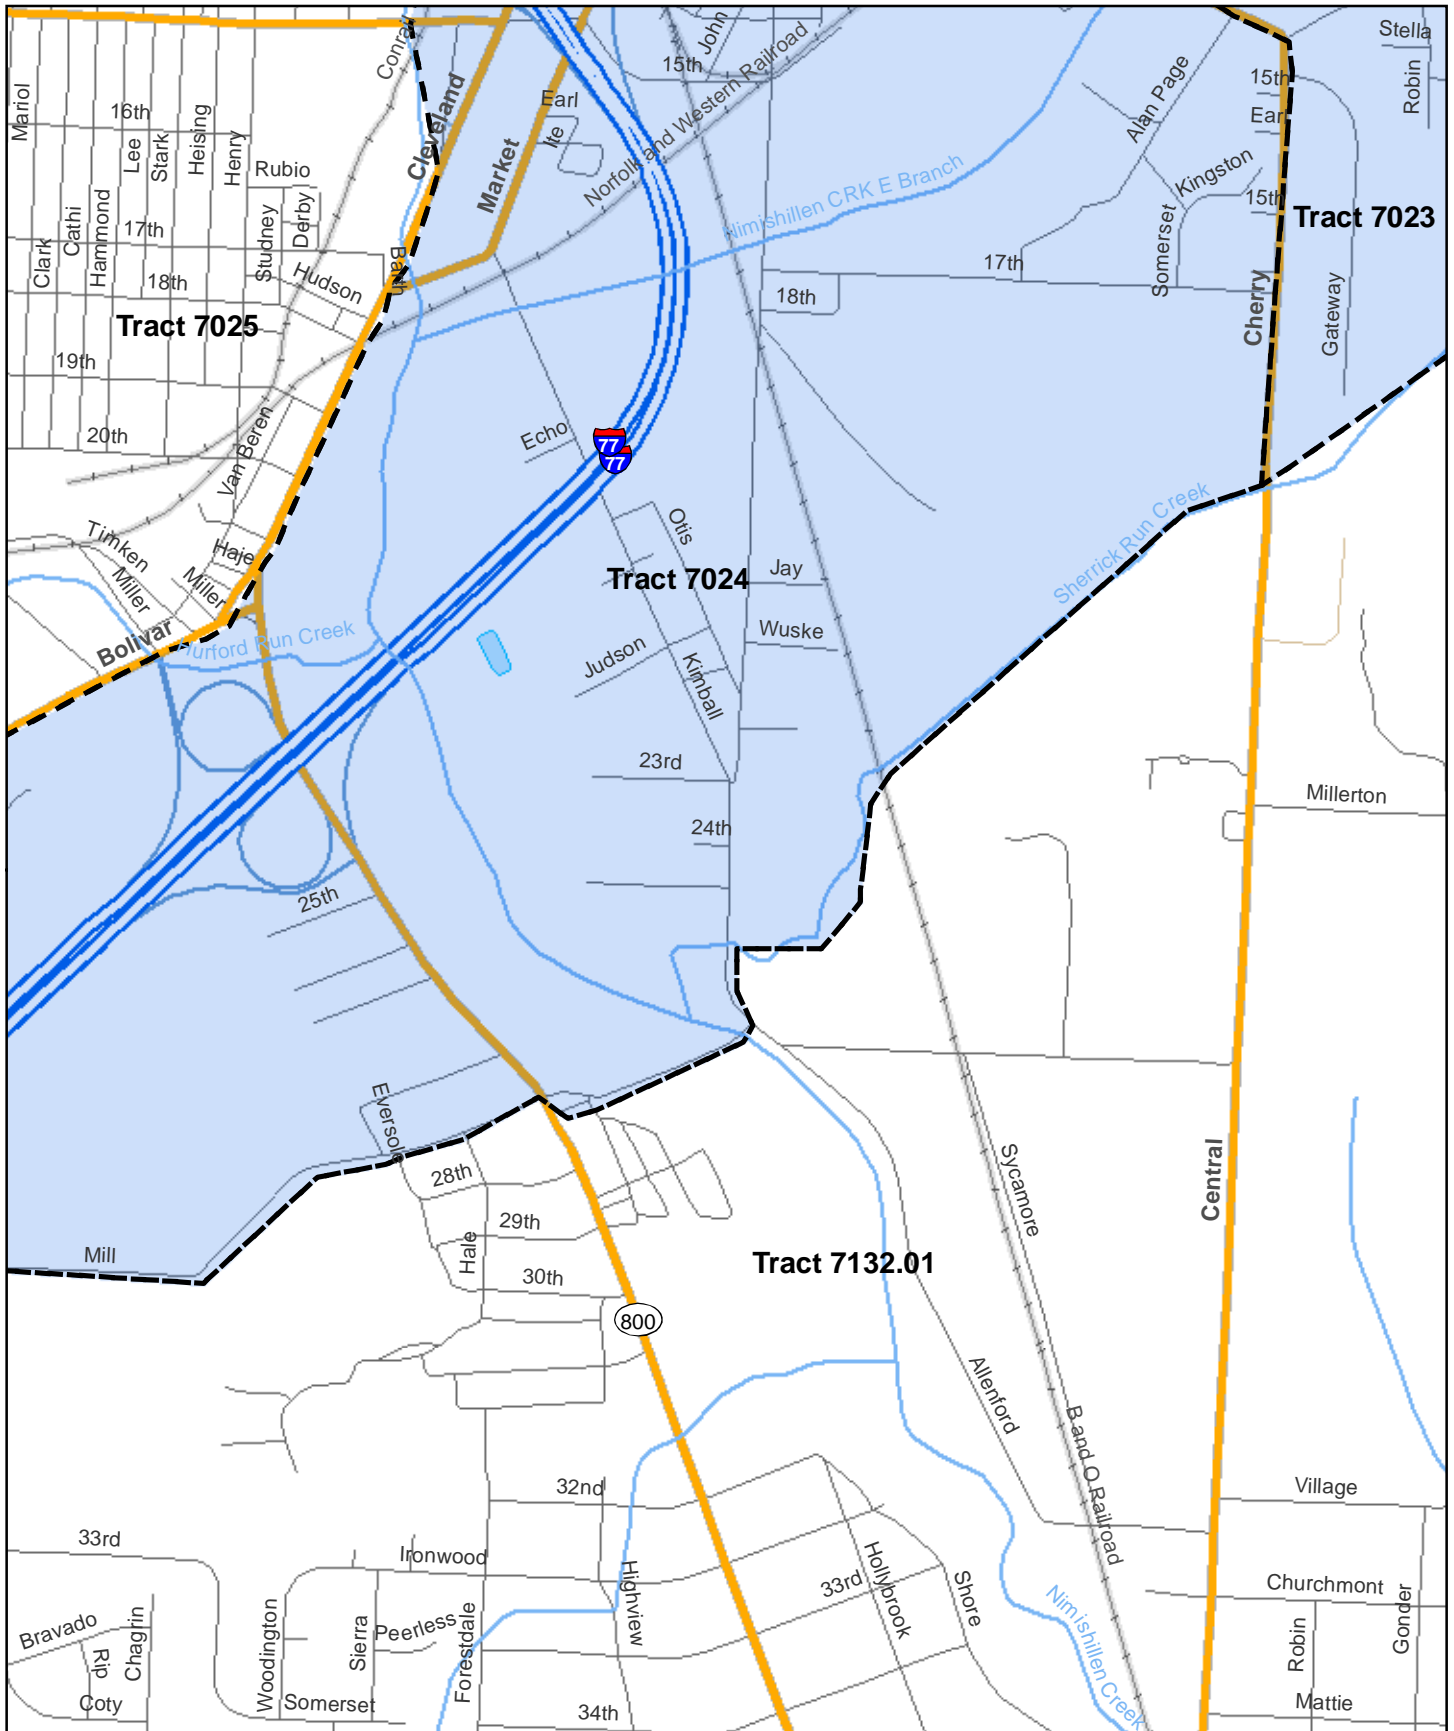 Stella
John
Conrad
15th
Robin
15th
Mariol
16th
Lee
Stark
Heising
Henry
Cleveland
Earl
Ite
Norfolk and Western Railroad
Alan Page
Earl
Rubio
Market
Kingston
15th
Tract 7023
Cathi
Hammond
17th
Clark
Studney
Derby
Nimishillen CRK E Branch
Somerset
17th
Bath
18th
Hudson
18th
Cherry
Gateway
Tract 7025
19th
20th
Van Beren
Echo
77
77
Otis
Sherrick Run Creek
Timken
Haje
Miller
Miller
Tract 7024
Jay
Bolivar
Hurford Run Creek
Wuske
Judson
Kimball
23rd
Millerton
24th
25th
Eversole
28th
Sycamore
Central
29th
Hale
Mill
30th
Tract 7132.01
800
Allenford
B and O Railroad
32nd
Village
33rd
Ironwood
Highview
33rd
Hollybrook
Shore
Churchmont
Nimishillen Creek
Gonder
Bravado
Rip
Chagrin
Woodington
Sierra
Peerless
Forestdale
Robin
Coty
Somerset
34th
Mattie